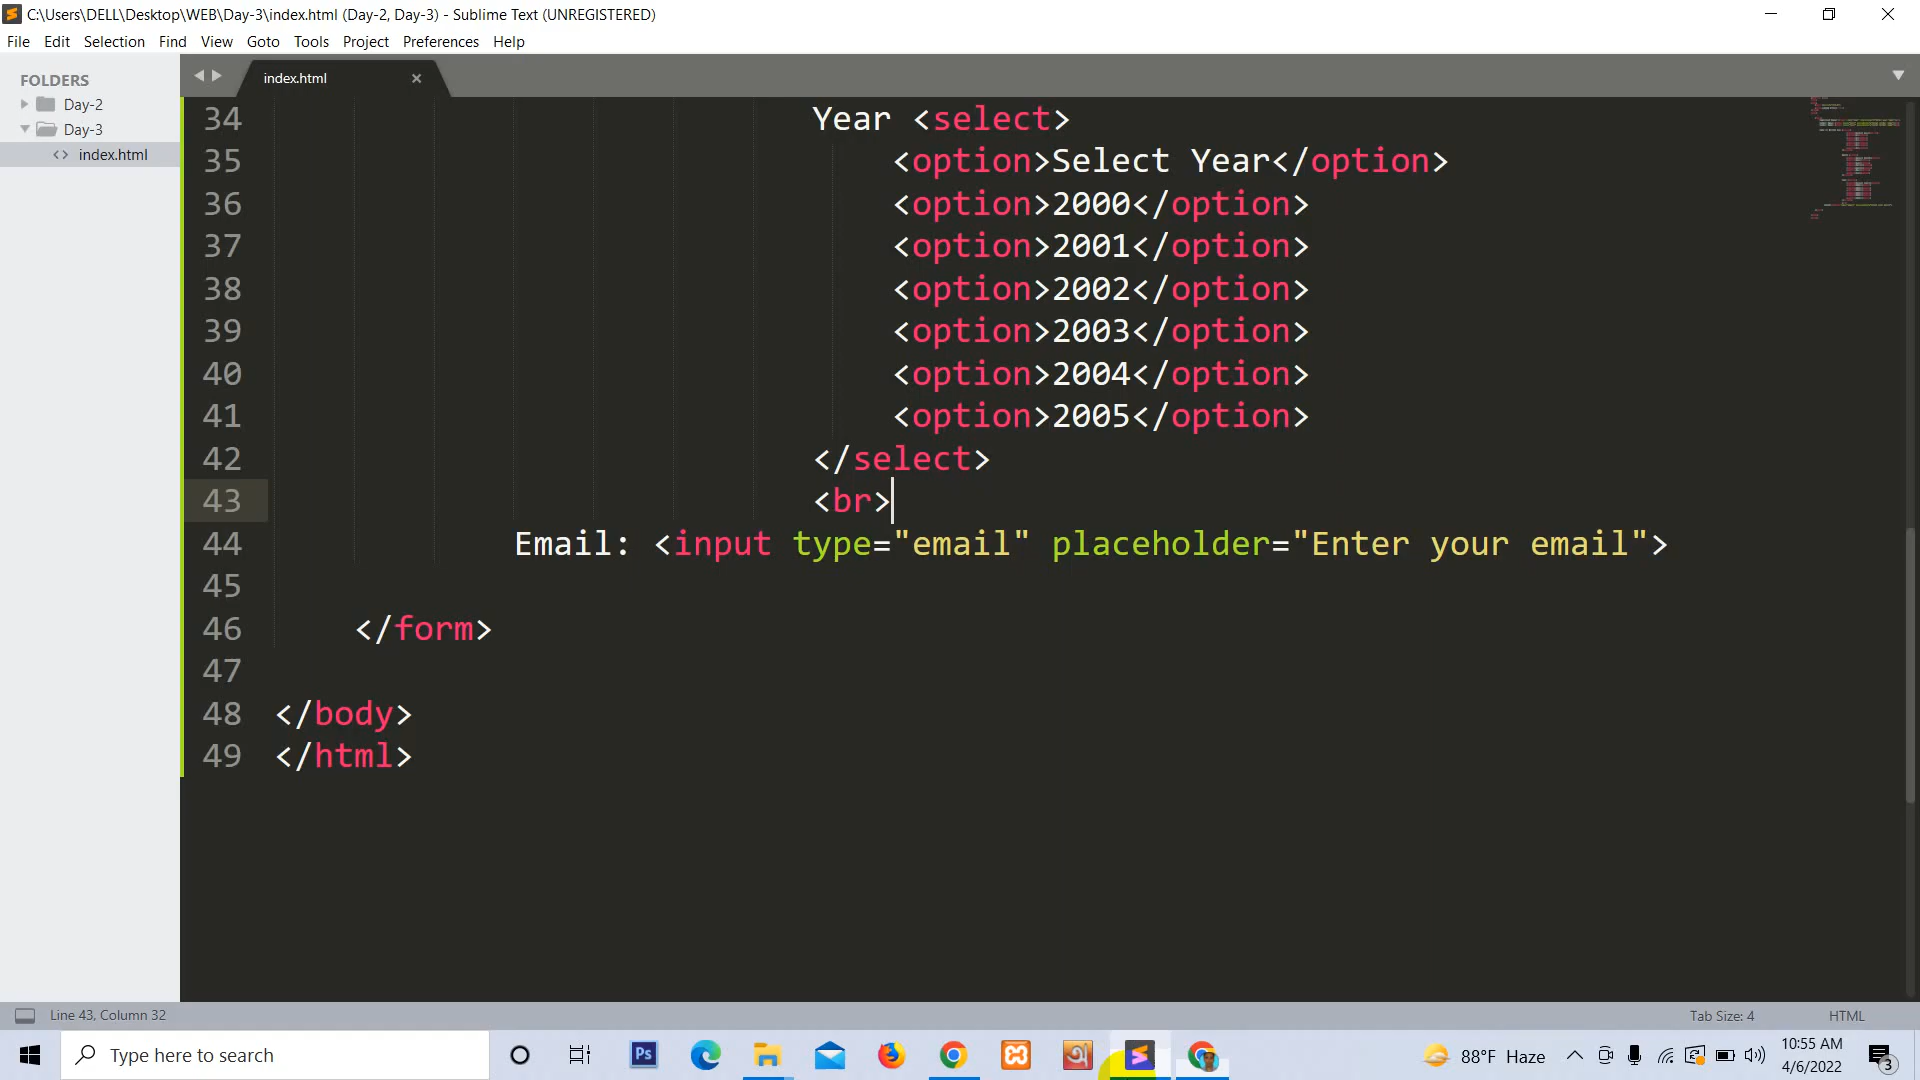 C:\Users\DELL\Desktop\WEB\Day-3\index.html (Day-2, Day-3) - Sublime Text (UNREGISTERED)
File Edit Selection Find View Goto Tools Project Preferences Help
FOLDERS
Day-2
Day-3
<> index.html
index.html
34 Year <select>
35 <option>Select Year</option>
36 <option>2000</option>
37 <option>2001</option>
38 <option>2002</option>
39 <option>2003</option>
40 <option>2004</option>
41 <option>2005</option>
42 </select>
43 <br>
44 Email: <input type="email" placeholder="Enter your email">
45
46 </form>
47
48 </body>
49 </html>
Line 43, Column 32
Tab Size: 4
HTML
Type here to search
Ps
88°F Haze
10:55 AM
4/6/2022
3